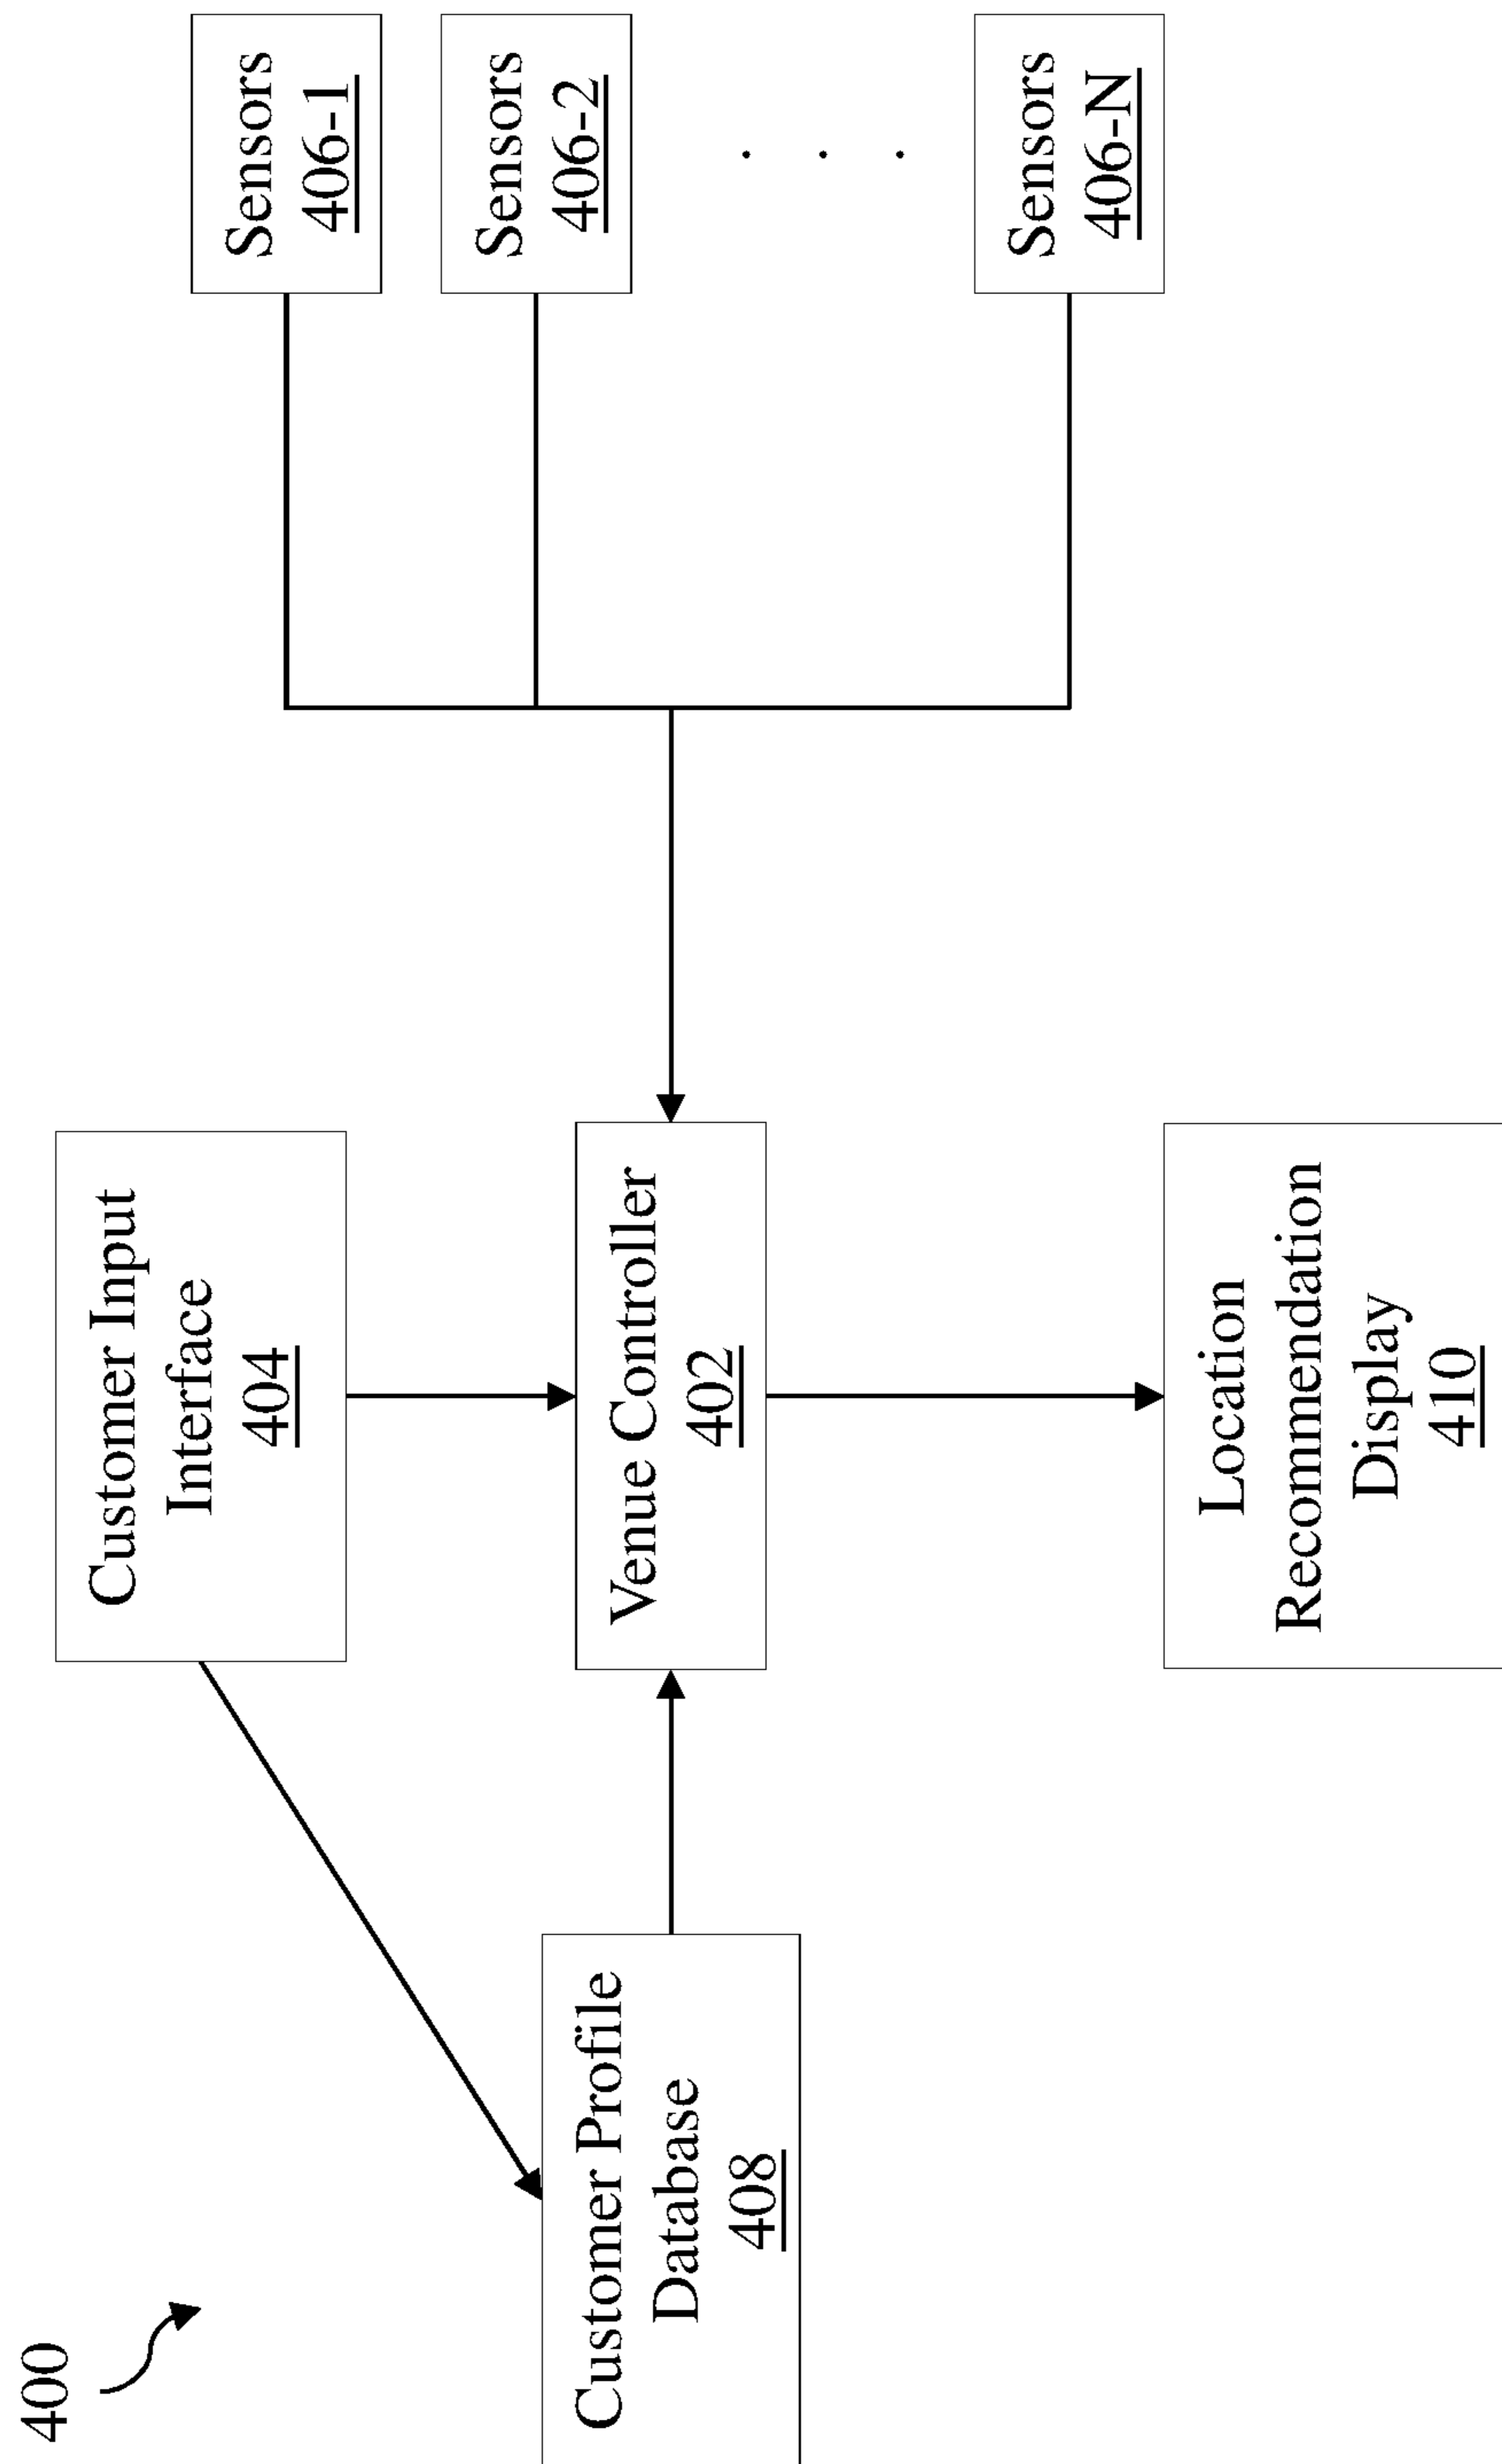 400
Customer Input
Interface
404
Sensors
406-1
Sensors
406-2
.
.
.
Sensors
406-N
Customer Profile
Database
408
Venue Controller
402
Location
Recommendation
Display
410